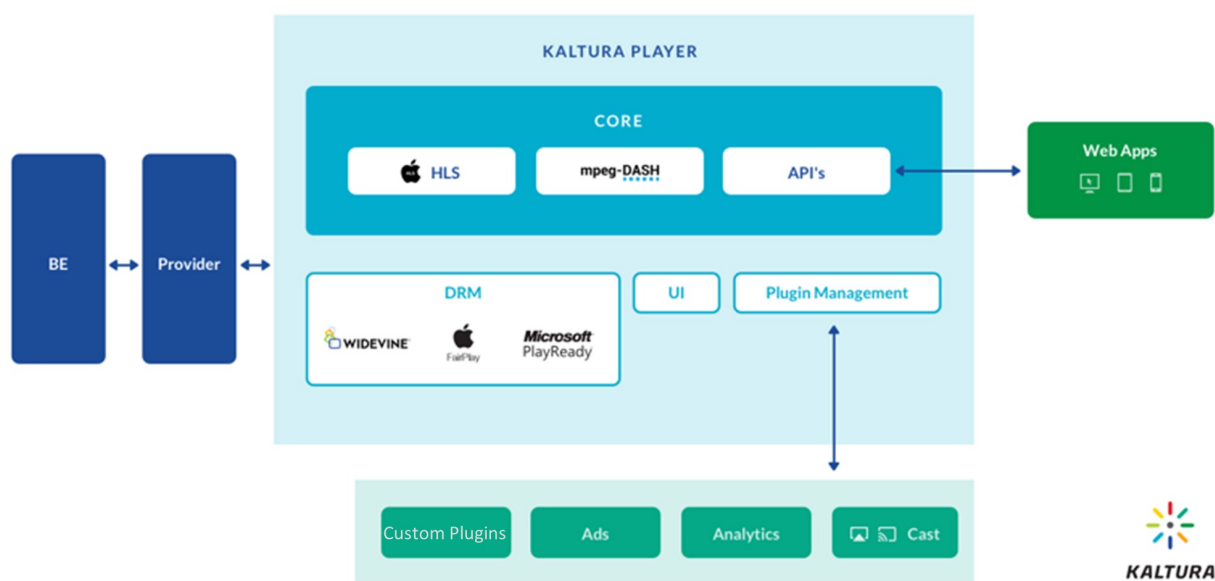 KALTURA PLAYER
CORE
HLS
mpeg-DASH
API's
Web Apps
BE
Provider
DRM
UI
Plugin Management
WIDEVINE
FairPlay
Microsoft
PlayReady
Custom Plugins
Ads
Analytics
Cast
KALTURA